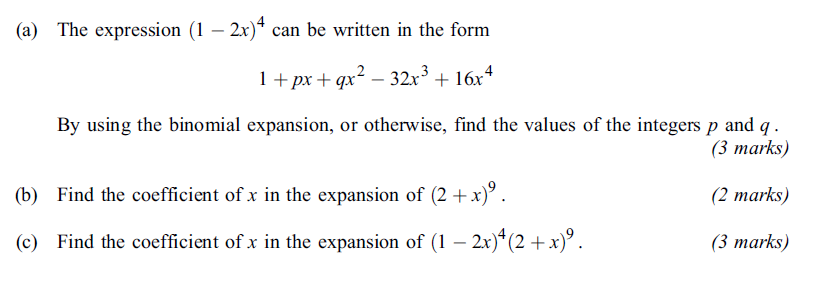 (a) The expression (1 − 2x)⁴ can be written in the form
1 + px + qx² − 32x³ + 16x⁴
By using the binomial expansion, or otherwise, find the values of the integers p and q.
(3 marks)
(b) Find the coefficient of x in the expansion of (2 + x)⁹. (2 marks)
(c) Find the coefficient of x in the expansion of (1 − 2x)⁴(2 + x)⁹. (3 marks)